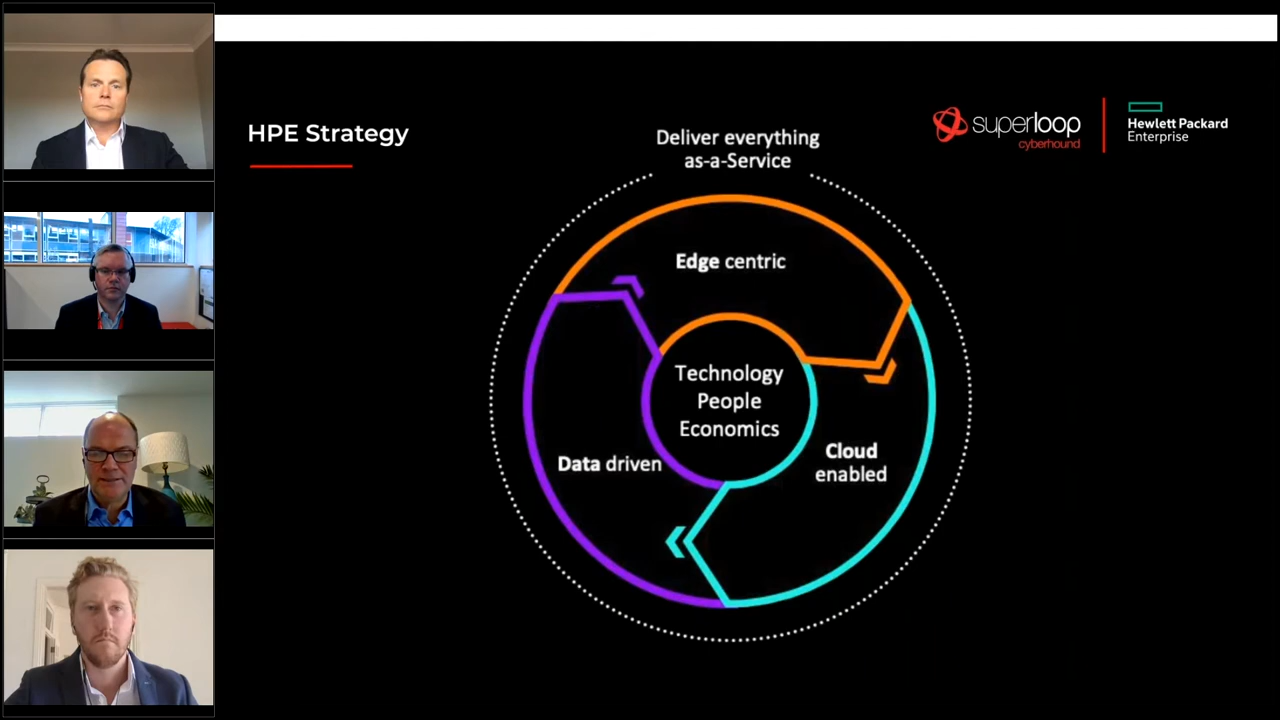 HPE Strategy
superloop
cyberhound
Hewlett Packard
Enterprise
Deliver everything
as-a-Service
Edge centric
Technology
People
Economics
Data driven
Cloud
enabled